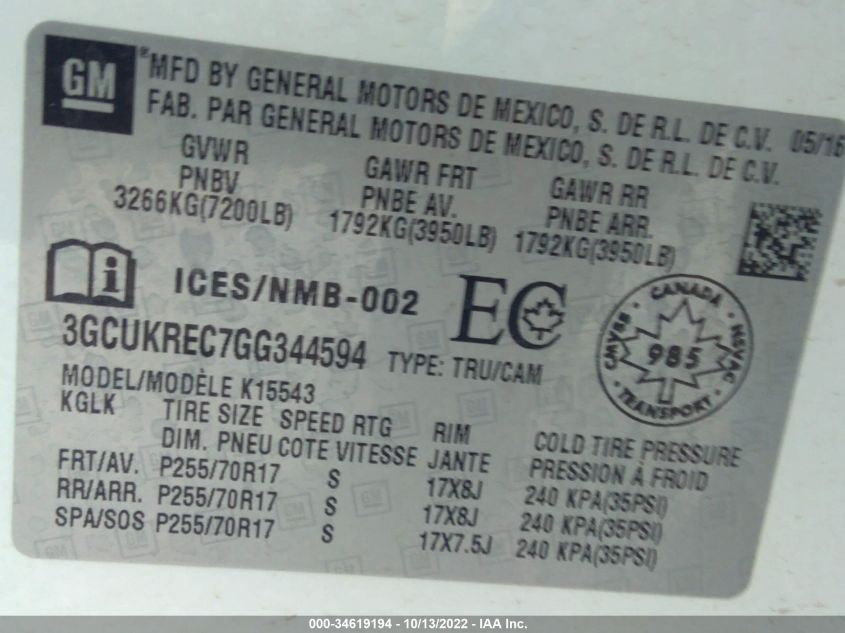 GM
®MFD BY GENERAL MOTORS DE MEXICO, S. DE R.L. DE C.V. 05/16
FAB. PAR GENERAL MOTORS DE MEXICO, S. DE R.L. DE C.V.
GVWR GAWR FRT GAWR RR
PNBV PNBE AV. PNBE ARR.
3266KG(7200LB) 1792KG(3950LB) 1792KG(3950LB)
i ICES/NMB-002 EC
CANADA CMVSS 985 NSVAC TRANSPORT
3GCUKREC7GG344594 TYPE: TRU/CAM
MODEL/MODÈLE K15543
KGLK TIRE SIZE SPEED RTG RIM COLD TIRE PRESSURE
DIM. PNEU COTE VITESSE JANTE PRESSION À FROID
FRT/AV. P255/70R17 S 17X8J 240 KPA(35PSI)
RR/ARR. P255/70R17 S 17X8J 240 KPA(35PSI)
SPA/SOS P255/70R17 S 17X7.5J 240 KPA(35PSI)
000-34619194 - 10/13/2022 - IAA Inc.